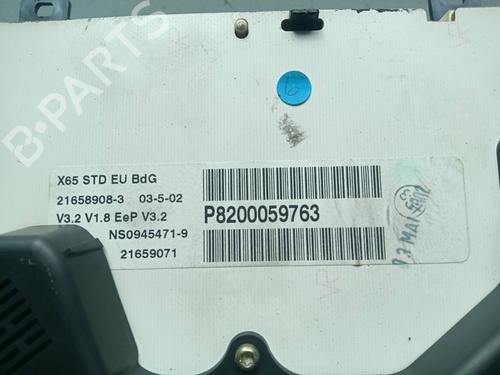 B-PARTS
X65 STD EU BdG
21658908-3 03-5-02
V3.2 V1.8 EeP V3.2
NS0945471-9
21659071
P8200059763